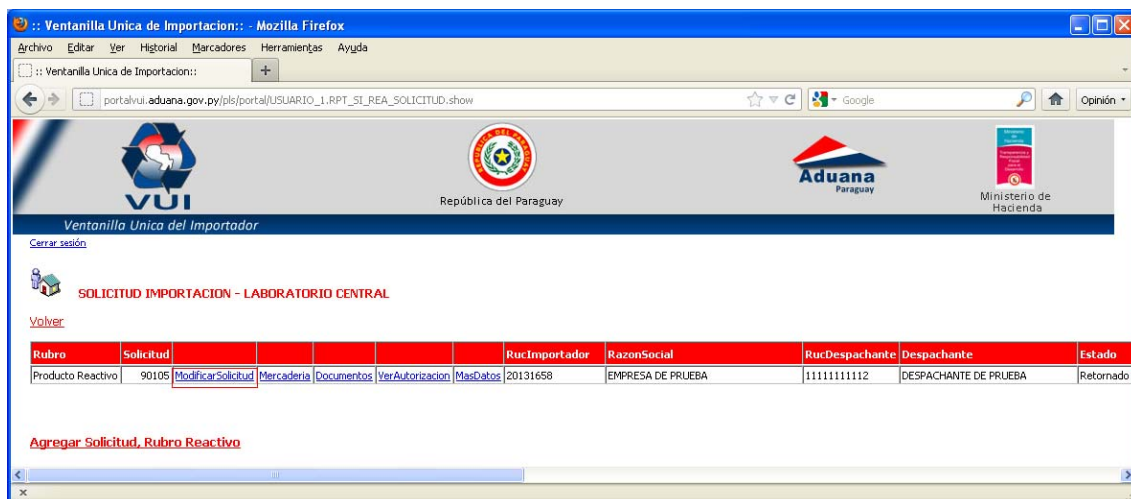 :: Ventanilla Unica de Importacion:: - Mozilla Firefox
Archivo Editar Ver Historial Marcadores Herramientas Ayuda
:: Ventanilla Unica de Importacion:: +
portalvui.aduana.gov.py/pls/portal/USUARIO_1.RPT_SI_REA_SOLICITUD.show Google Opinión
VUI
República del Paraguay
Aduana
Paraguay
Ministerio de
Hacienda
Ventanilla Unica del Importador
Cerrar sesión
SOLICITUD IMPORTACION - LABORATORIO CENTRAL
Volver
Rubro Solicitud RucImportador RazonSocial RucDespachante Despachante Estado
Producto Reactivo 90105 ModificarSolicitud Mercaderia Documentos VerAutorizacion MasDatos 20131658 EMPRESA DE PRUEBA 11111111112 DESPACHANTE DE PRUEBA Retornado
Agregar Solicitud, Rubro Reactivo